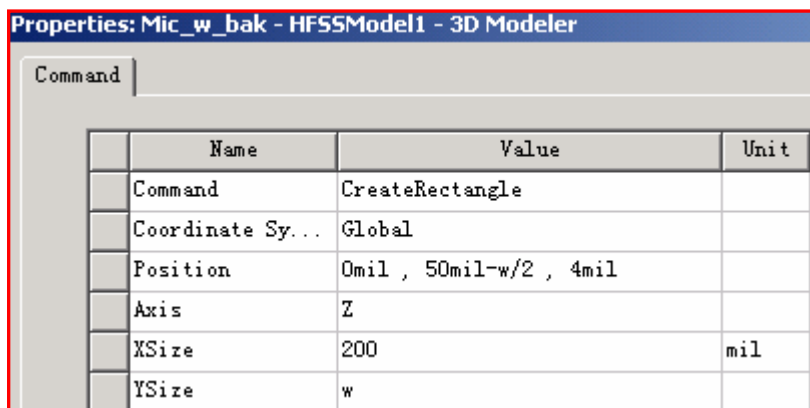 Properties: Mic_w_bak - HFSSModel1 - 3D Modeler
Command
Name Value Unit
Command CreateRectangle
Coordinate Sy... Global
Position 0mil , 50mil-w/2 , 4mil
Axis Z
XSize 200 mil
YSize w